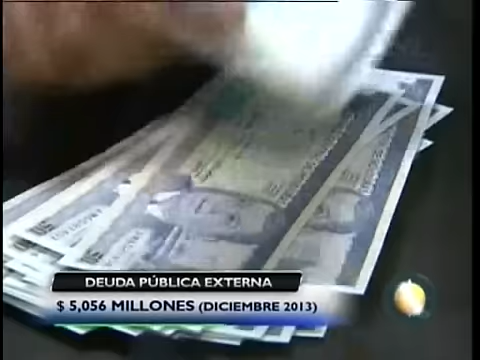 DEUDA PÚBLICA EXTERNA
$ 5,056 MILLONES (DICIEMBRE 2013)